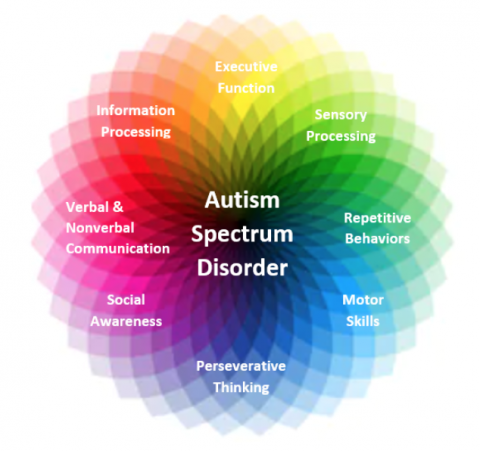 Executive
Function
Information
Processing
Sensory
Processing
Autism
Spectrum
Disorder
Verbal &
Nonverbal
Communication
Repetitive
Behaviors
Social
Awareness
Motor
Skills
Perseverative
Thinking